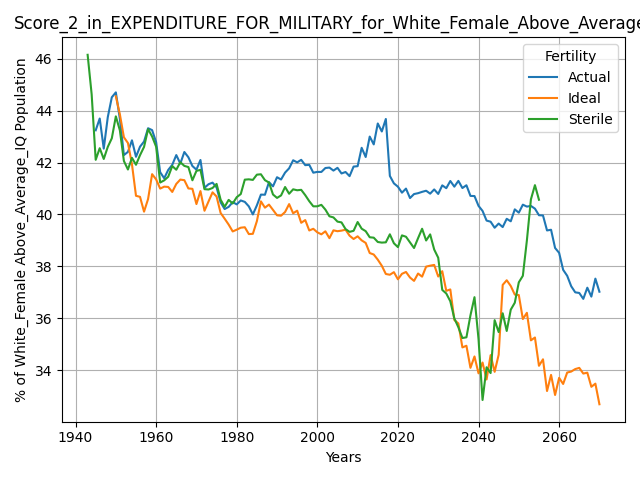 Score_2_in_EXPENDITURE_FOR_MILITARY_for_White_Female_Above_Average
Fertility
Actual
Ideal
Sterile
% of White_Female Above_Average_IQ Population
46
44
42
40
38
36
34
1940 1960 1980 2000 2020 2040 2060
Years